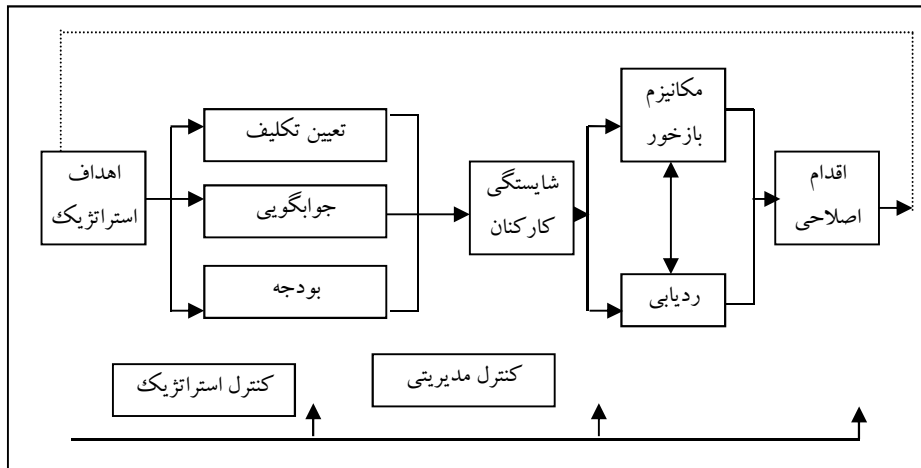 اهداف
استراتژیک
تعیین تکلیف
جوابگویی
بودجه
شایستگی
کارکنان
مکانیزم
بازخور
ردیابی
اقدام
اصلاحی
کنترل استراتژیک
کنترل مدیریتی